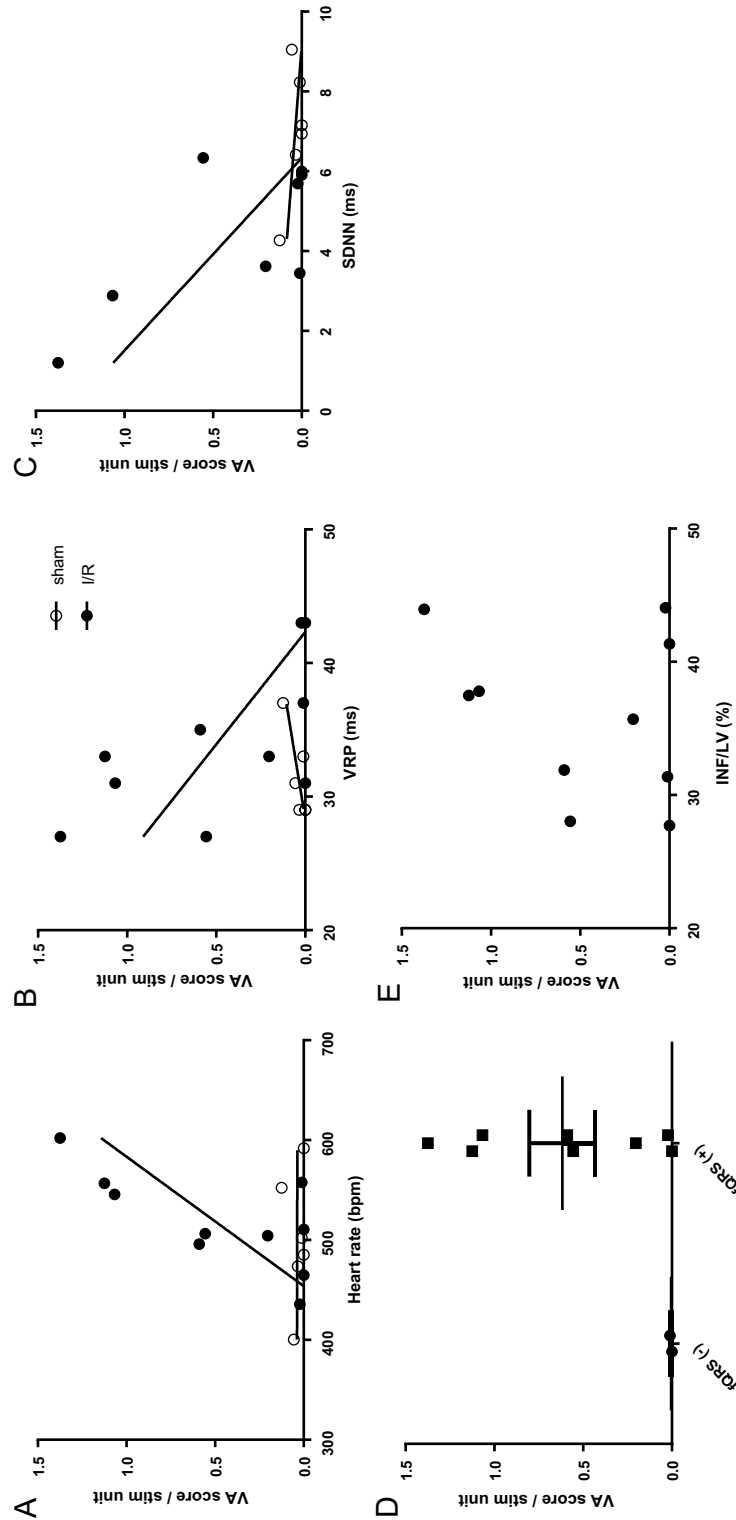 A
1.5
1.0
0.5
0.0
VA score / stim unit
300
400
500
600
700
Heart rate (bpm)
B
1.5
1.0
0.5
0.0
VA score / stim unit
20
30
40
50
VRP (ms)
sham
I/R
C
1.5
1.0
0.5
0.0
VA score / stim unit
0
2
4
6
8
10
SDNN (ms)
D
1.5
1.0
0.5
0.0
VA score / stim unit
fQRS (-)
fQRS (+)
E
1.5
1.0
0.5
0.0
VA score / stim unit
20
30
40
50
INF/LV (%)